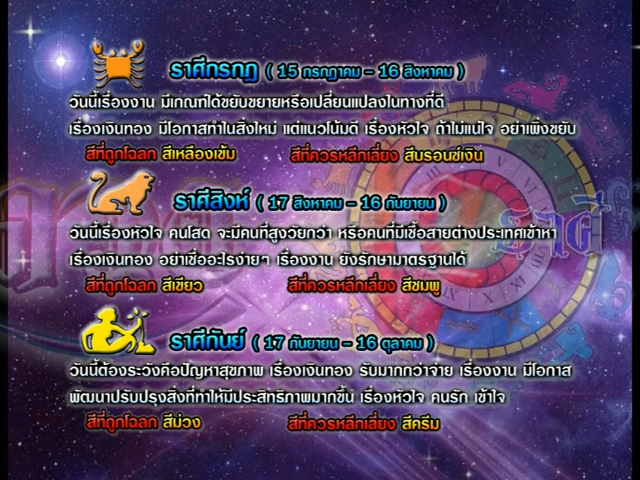 ราศีกรกฎ ( 15 กรกฎาคม - 16 สิงหาคม )
วันนี้เรื่องงาน มีเกณฑ์ได้ขยับขยายหรือเปลี่ยนแปลงในทางที่ดี
เรื่องเงินทอง มีโอกาสทำในสิ่งใหม่ แต่แนวโน้มดี เรื่องหัวใจ ถ้าไม่แน่ใจ อย่าเพิ่งขยับ
สีที่ถูกโฉลก สีเหลืองเข้ม สีที่ควรหลีกเลี่ยง สีบรอนซ์เงิน
ราศีสิงห์ ( 17 สิงหาคม - 16 กันยายน )
วันนี้เรื่องหัวใจ คนโสด จะมีคนที่สูงวัยกว่า หรือคนที่มีเชื้อสายต่างประเทศเข้าหา
เรื่องเงินทอง อย่าเชื่ออะไรง่ายๆ เรื่องงาน ยังรักษามาตรฐานได้
สีที่ถูกโฉลก สีเขียว สีที่ควรหลีกเลี่ยง สีชมพู
ราศีกันย์ ( 17 กันยายน - 16 ตุลาคม )
วันนี้ต้องระวังคือปัญหาสุขภาพ เรื่องเงินทอง รับมากกว่าจ่าย เรื่องงาน มีโอกาส
พัฒนาปรับปรุงสิ่งที่ทำให้มีประสิทธิภาพมากขึ้น เรื่องหัวใจ คนรัก เข้าใจ
สีที่ถูกโฉลก สีม่วง สีที่ควรหลีกเลี่ยง สีครีม